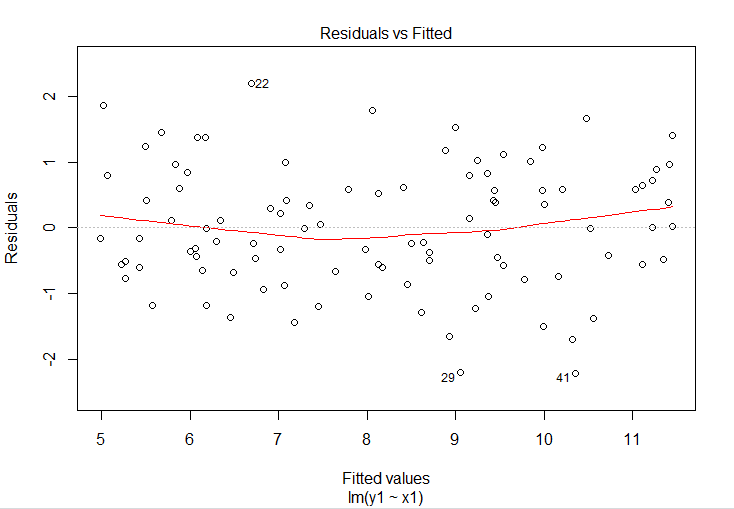 Residuals vs Fitted
2
1
0
-1
-2
Residuals
22
29
41
5 6 7 8 9 10 11
Fitted values
lm(y1 ~ x1)